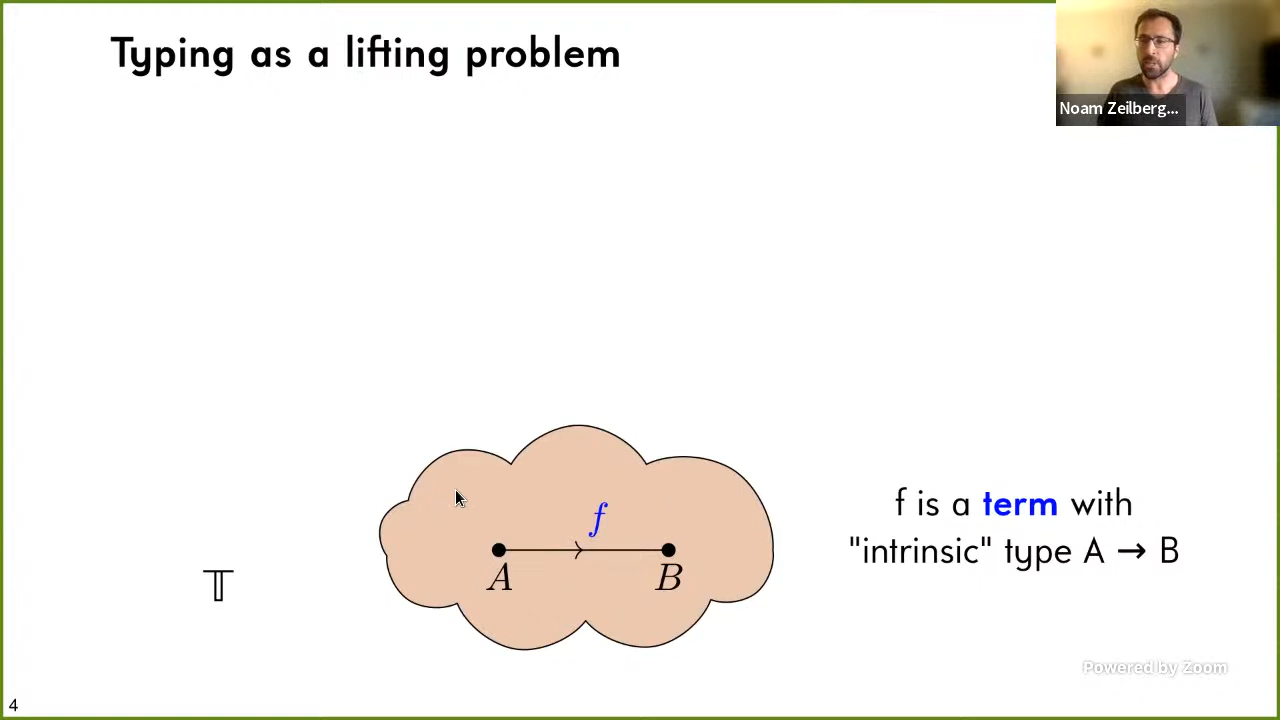 Typing as a lifting problem
Noam Zeilberg...
f
A
B
f is a term with
"intrinsic" type A → B
𝕋
Powered by Zoom
4